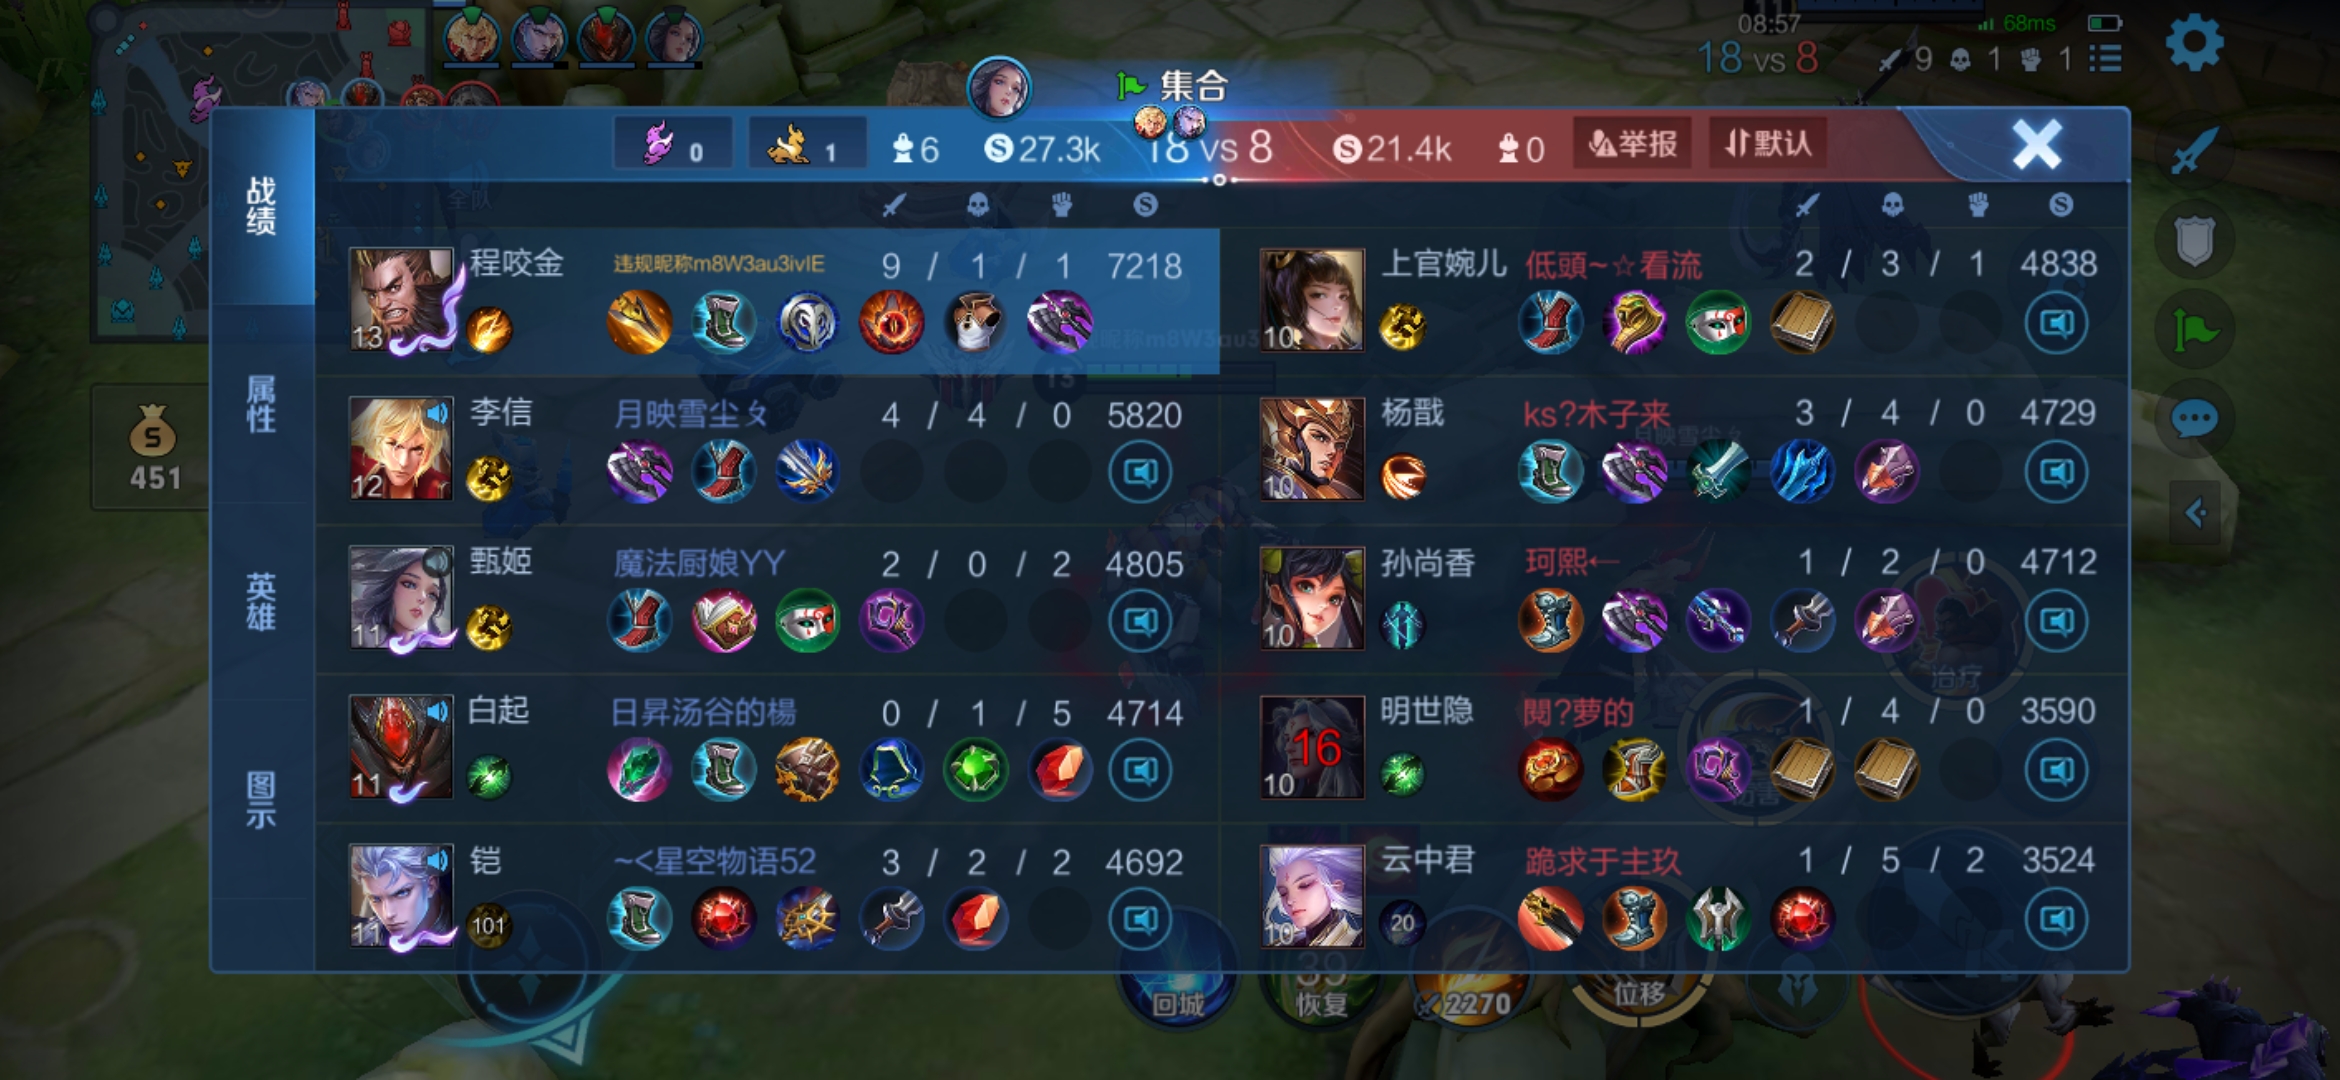 08:57 68ms
18 vs 8 9 1 1
集合
0 1 6 27.3k 18 vs 8 21.4k 0 举报 默认
战绩
属性
英雄
图示
451
程咬金 违规昵称m8W3au3ivIE 9 / 1 / 1 7218
13
李信 月映雪尘ㄆ 4 / 4 / 0 5820
12
甄姬 魔法厨娘YY 2 / 0 / 2 4805
11
白起 日昇汤谷的楊 0 / 1 / 5 4714
11
铠 ~<星空物语52 3 / 2 / 2 4692
11 101
上官婉儿 低頭~☆看流 2 / 3 / 1 4838
10
杨戬 ks?木子来 3 / 4 / 0 4729
10
孙尚香 珂熙← 1 / 2 / 0 4712
10
明世隐 閱?萝的 1 / 4 / 0 3590
16
10
云中君 跪求于主玖 1 / 5 / 2 3524
10 20
治疗
回城 39 恢复 2270 位移